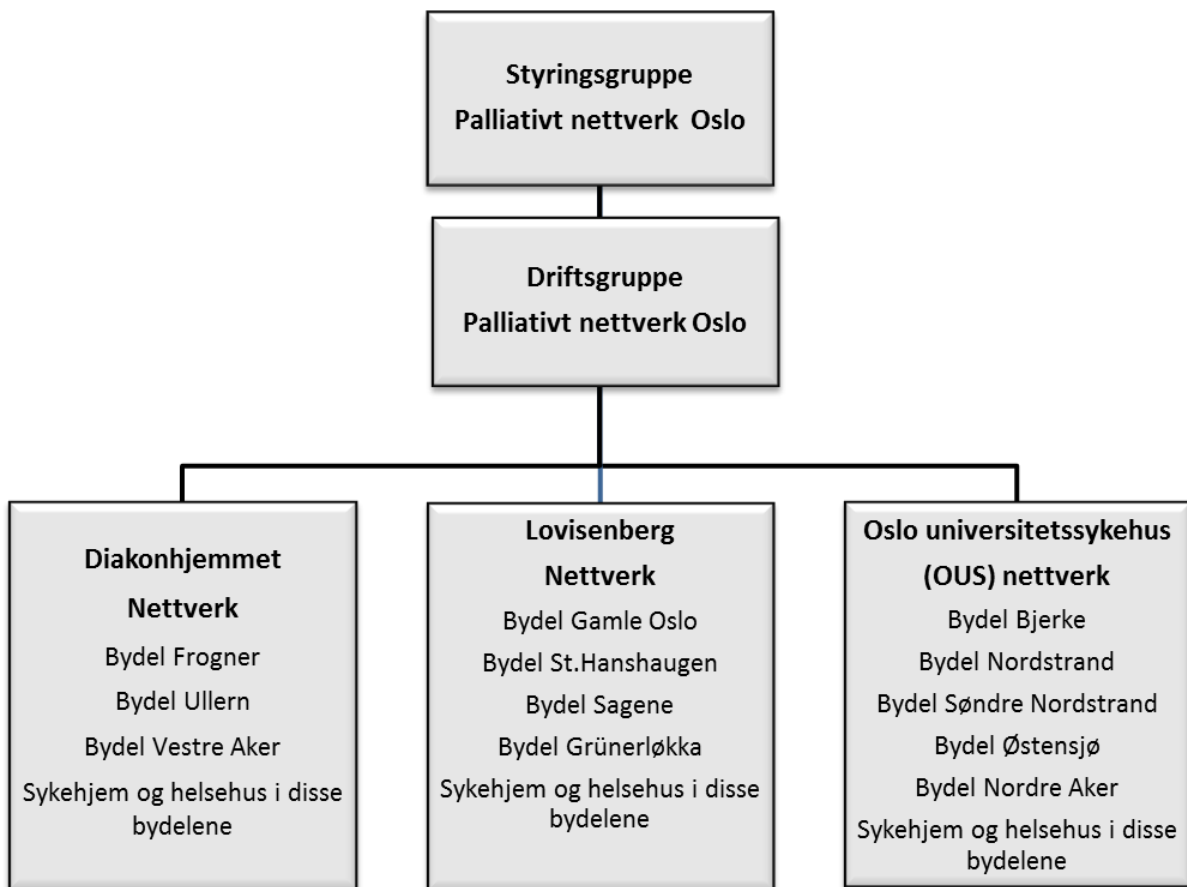 Styringsgruppe
Palliativt nettverk Oslo
Driftsgruppe
Palliativt nettverk Oslo
Diakonhjemmet
Nettverk
Bydel Frogner
Bydel Ullern
Bydel Vestre Aker
Sykehjem og helsehus i disse
bydelene
Lovisenberg
Nettverk
Bydel Gamle Oslo
Bydel St.Hanshaugen
Bydel Sagene
Bydel Grünerløkka
Sykehjem og helsehus i disse
bydelene
Oslo universitetssykehus
(OUS) nettverk
Bydel Bjerke
Bydel Nordstrand
Bydel Søndre Nordstrand
Bydel Østensjø
Bydel Nordre Aker
Sykehjem og helsehus i disse
bydelene